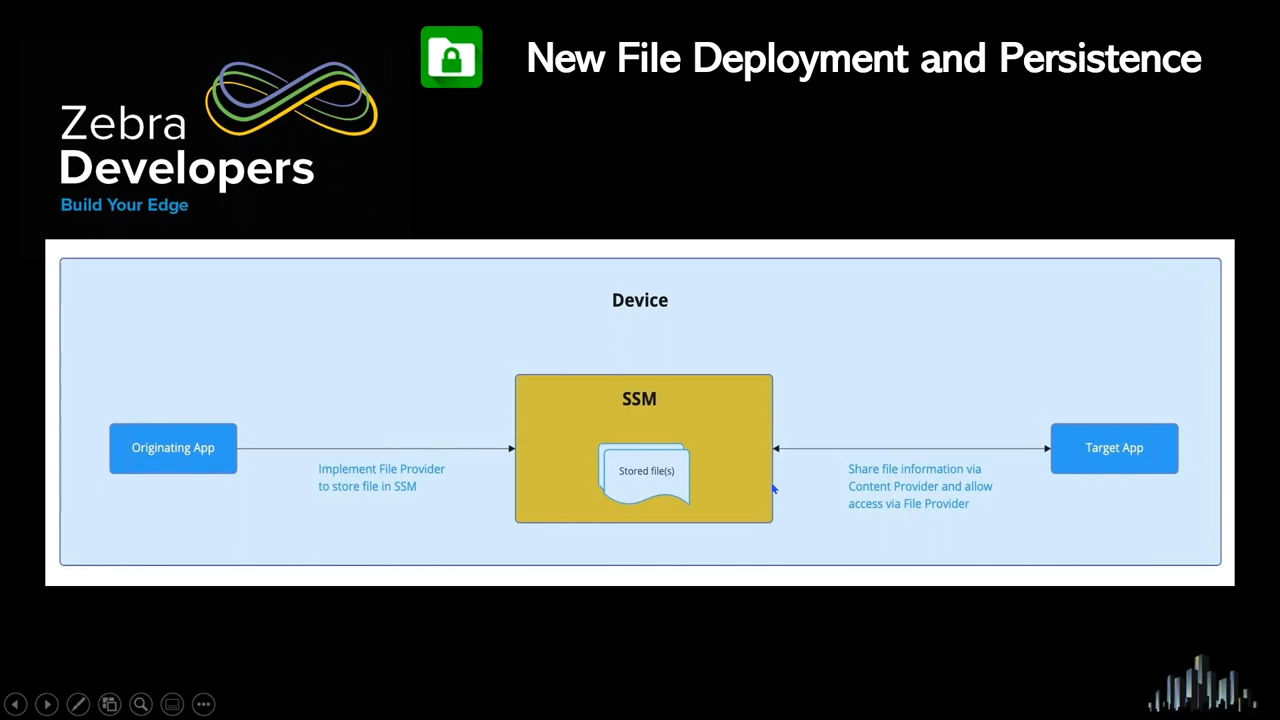 New File Deployment and Persistence
Zebra
Developers
Build Your Edge
Device
SSM
Originating App
Implement File Provider
to store file in SSM
Stored file(s)
Share file information via
Content Provider and allow
access via File Provider
Target App